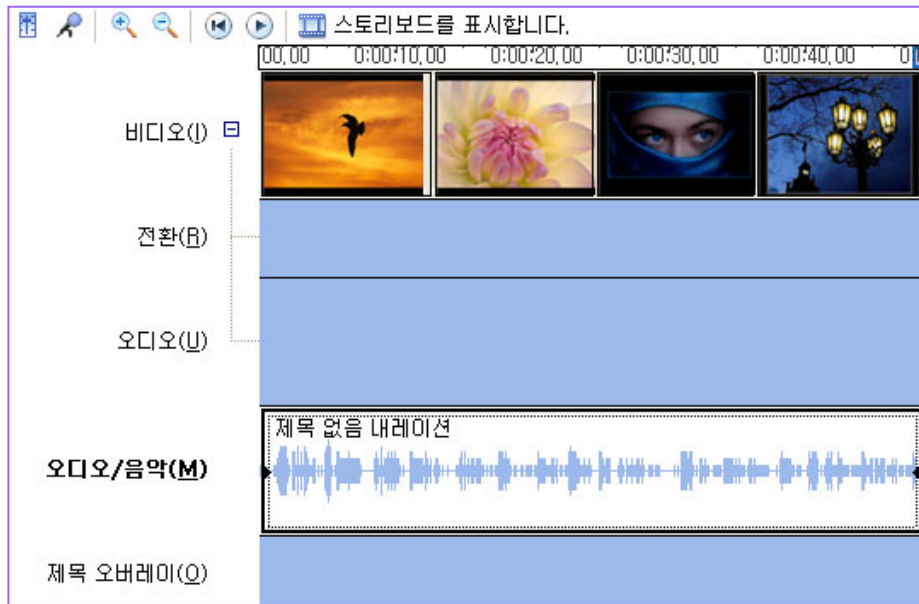 스토리보드를 표시합니다.
00,00 0:00:10,00 0:00:20,00 0:00:30,00 0:00:40,00
비디오(I)
전환(R)
오디오(U)
제목 없음 내레이션
오디오/음악(M)
제목 오버레이(O)